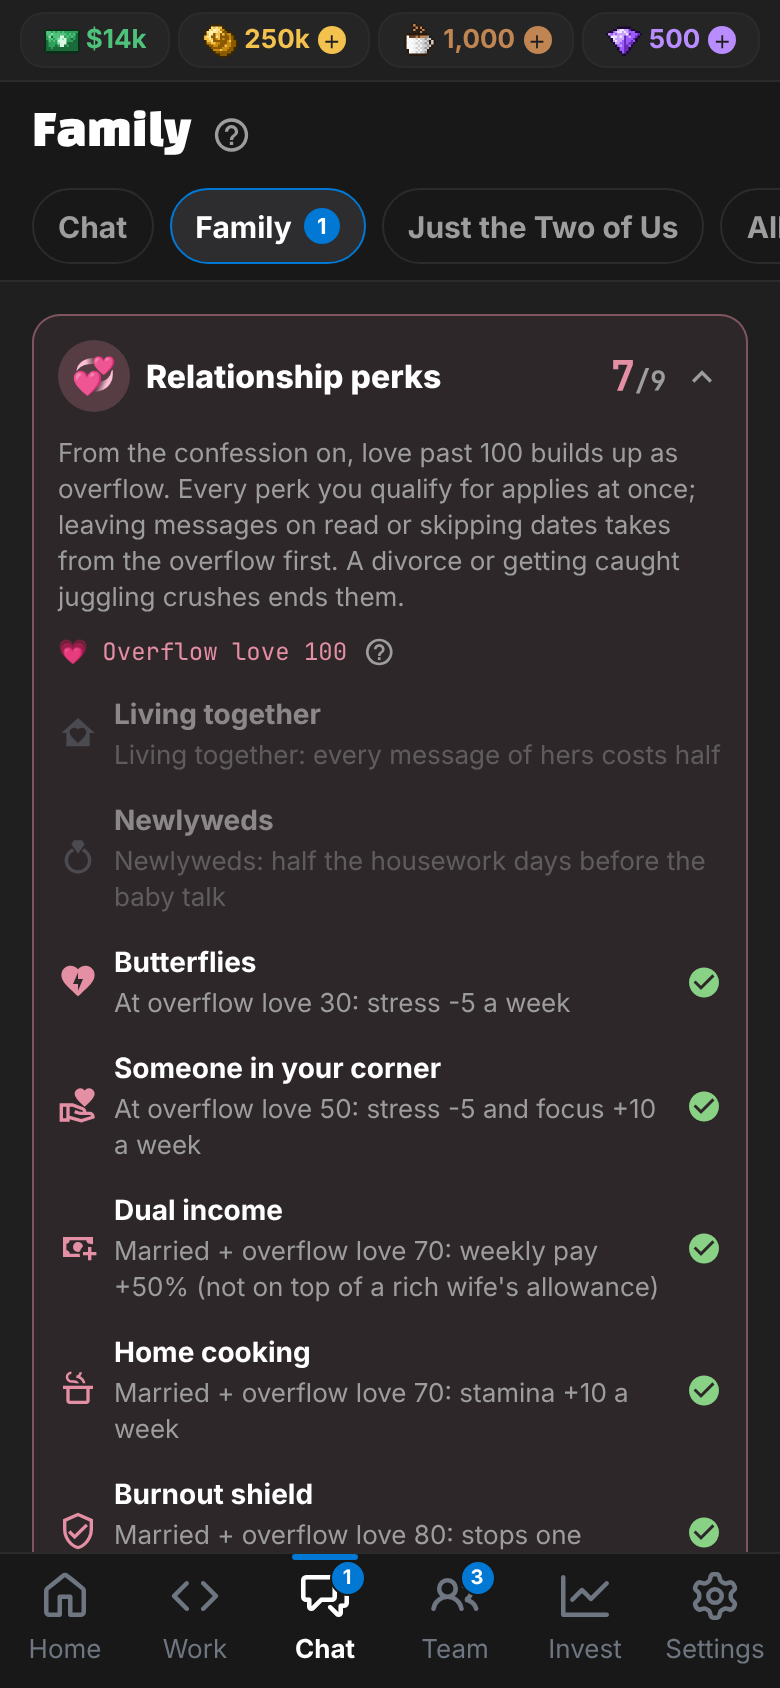 $14k 250k 1,000 500
Family
Chat Family 1 Just the Two of Us All
Relationship perks 7/9
From the confession on, love past 100 builds up as
overflow. Every perk you qualify for applies at once;
leaving messages on read or skipping dates takes
from the overflow first. A divorce or getting caught
juggling crushes ends them.
Overflow love 100
Living together
Living together: every message of hers costs half
Newlyweds
Newlyweds: half the housework days before the
baby talk
Butterflies
At overflow love 30: stress -5 a week
Someone in your corner
At overflow love 50: stress -5 and focus +10
a week
Dual income
Married + overflow love 70: weekly pay
+50% (not on top of a rich wife's allowance)
Home cooking
Married + overflow love 70: stamina +10 a
week
Burnout shield
Married + overflow love 80: stops one
1 3
Home Work Chat Team Invest Settings